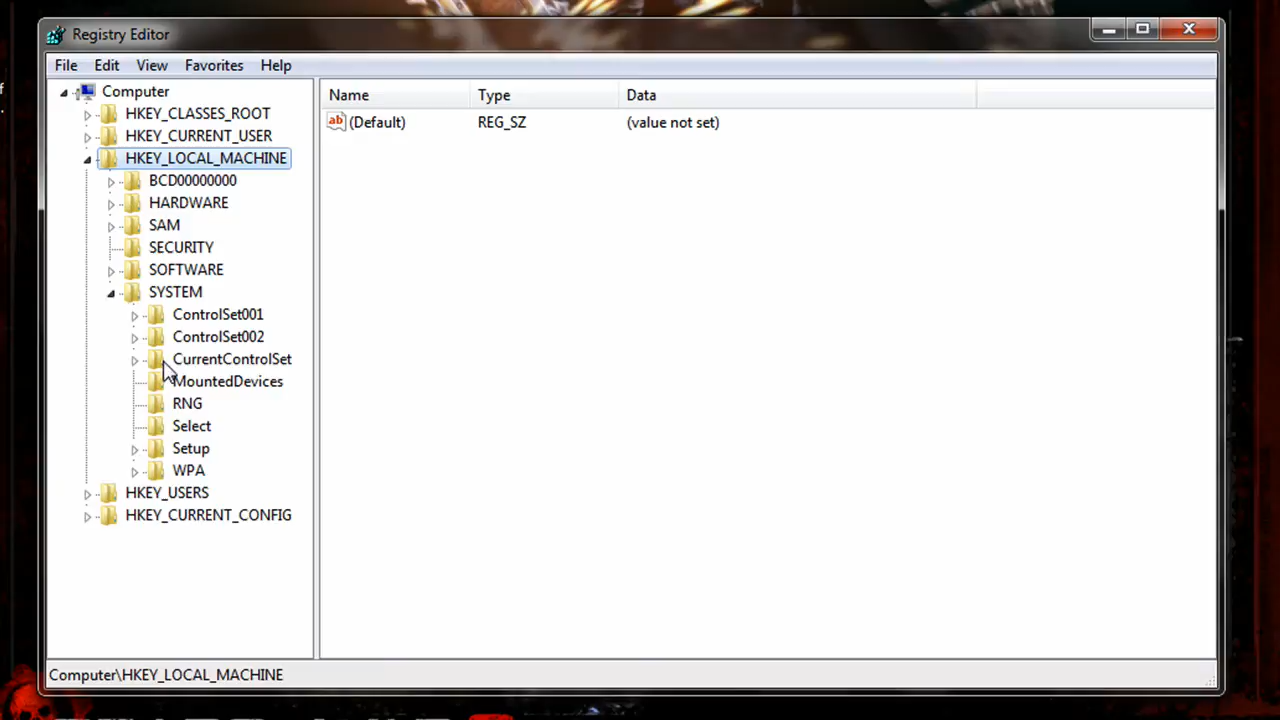 Registry Editor
File Edit View Favorites Help
Computer
HKEY_CLASSES_ROOT
HKEY_CURRENT_USER
HKEY_LOCAL_MACHINE
BCD00000000
HARDWARE
SAM
SECURITY
SOFTWARE
SYSTEM
ControlSet001
ControlSet002
CurrentControlSet
MountedDevices
RNG
Select
Setup
WPA
HKEY_USERS
HKEY_CURRENT_CONFIG
Name Type Data
ab (Default) REG_SZ (value not set)
Computer\HKEY_LOCAL_MACHINE